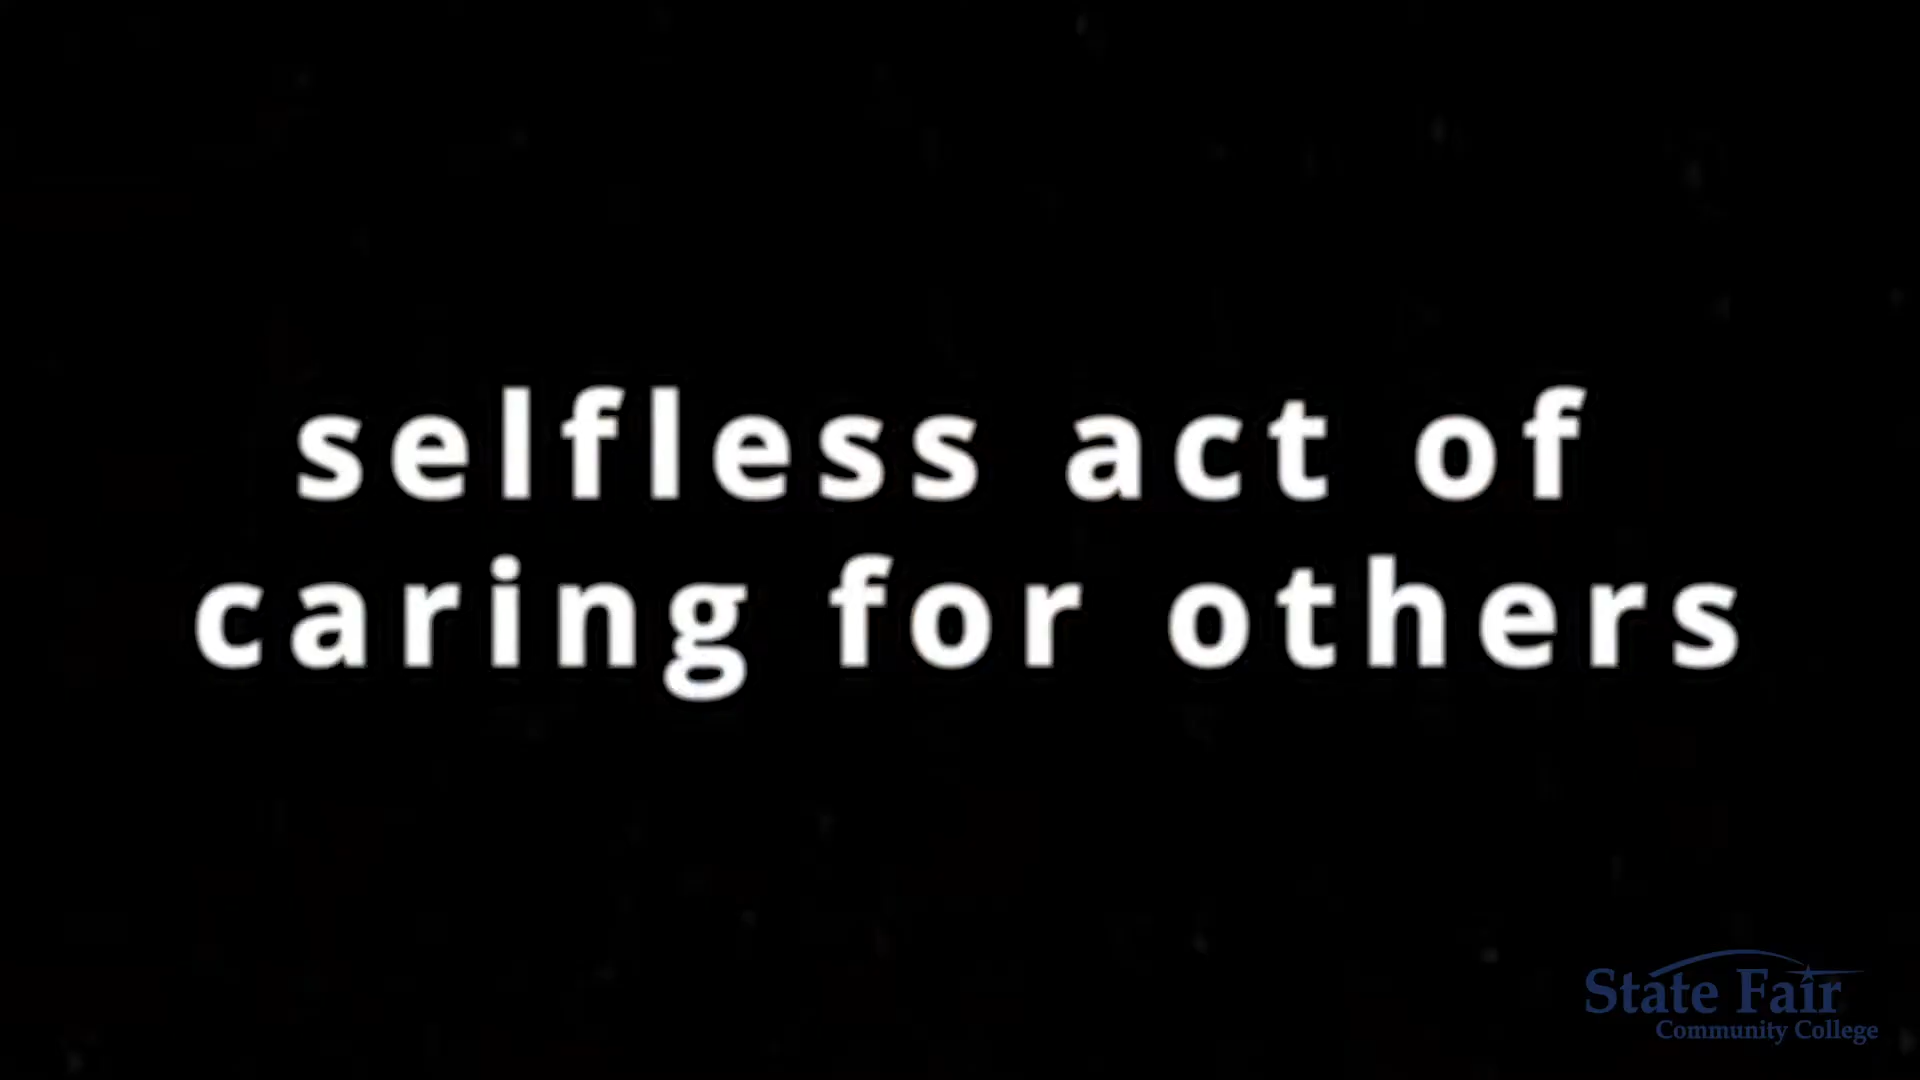 selfless act of
caring for others
State Fair
Community College